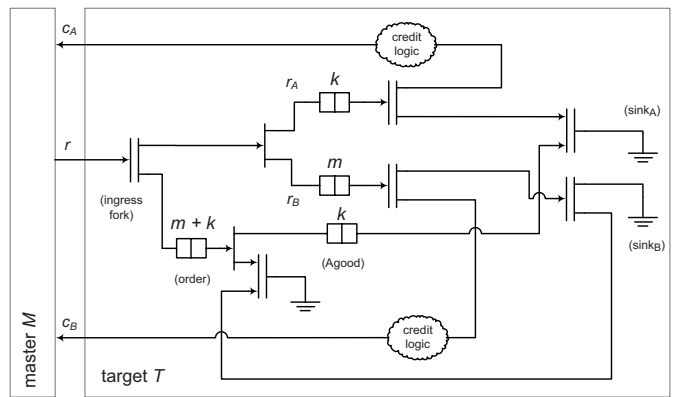 c_A
credit
logic
r_A
k
(sink_A)
r
m
(ingress
fork)
r_B
m + k
k
(sink_B)
(order)
(Agood)
c_B
credit
logic
master M
target T